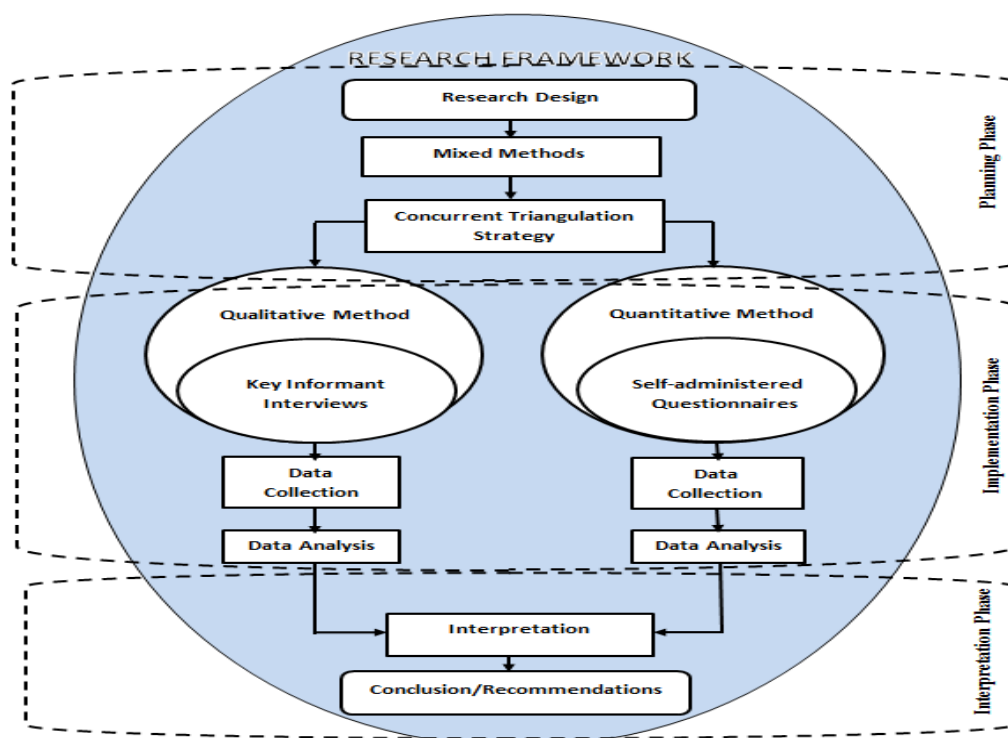 RESEARCH FRAMEWORK
Research Design
Mixed Methods
Concurrent Triangulation
Strategy
Planning Phase
Qualitative Method
Quantitative Method
Key Informant
Interviews
Self-administered
Questionnaires
Implementation Phase
Data
Collection
Data
Collection
Data Analysis
Data Analysis
Interpretation
Conclusion/Recommendations
Interpretation Phase